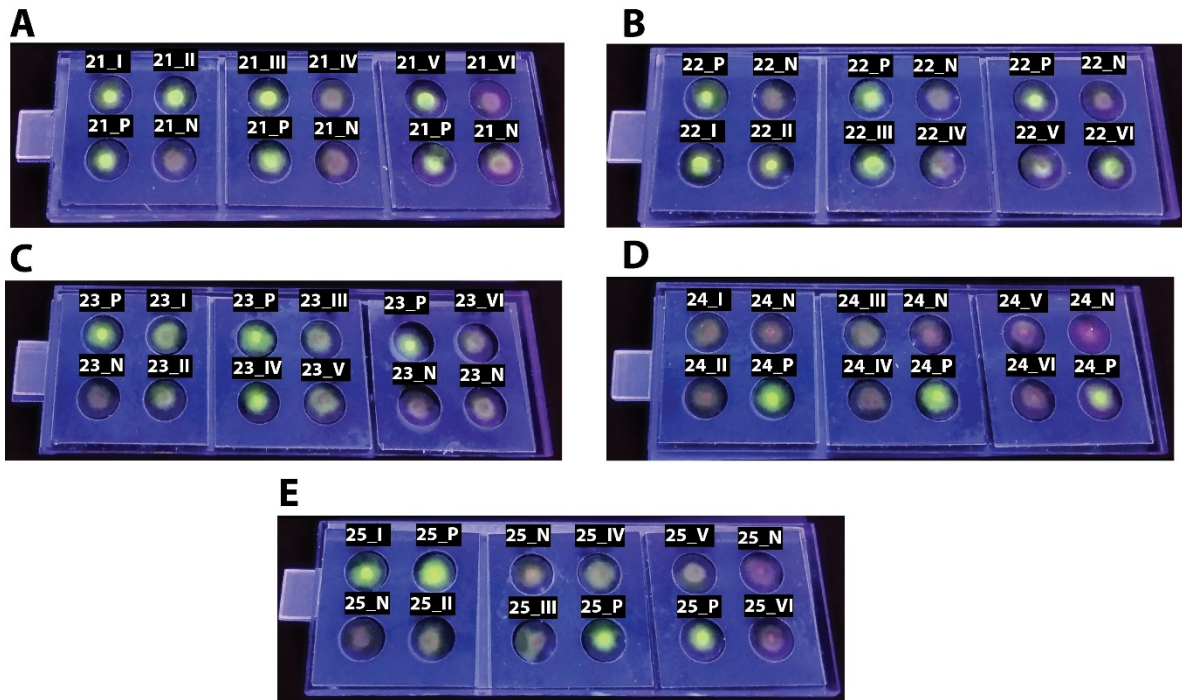 A
21_I 21_II 21_III 21_IV 21_V 21_VI
21_P 21_N 21_P 21_N 21_P 21_N
B
22_P 22_N 22_P 22_N 22_P 22_N
22_I 22_II 22_III 22_IV 22_V 22_VI
C
23_P 23_I 23_P 23_III 23_P 23_VI
23_N 23_II 23_IV 23_V 23_N 23_N
D
24_I 24_N 24_III 24_N 24_V 24_N
24_II 24_P 24_IV 24_P 24_VI 24_P
E
25_I 25_P 25_N 25_IV 25_V 25_N
25_N 25_II 25_III 25_P 25_P 25_VI